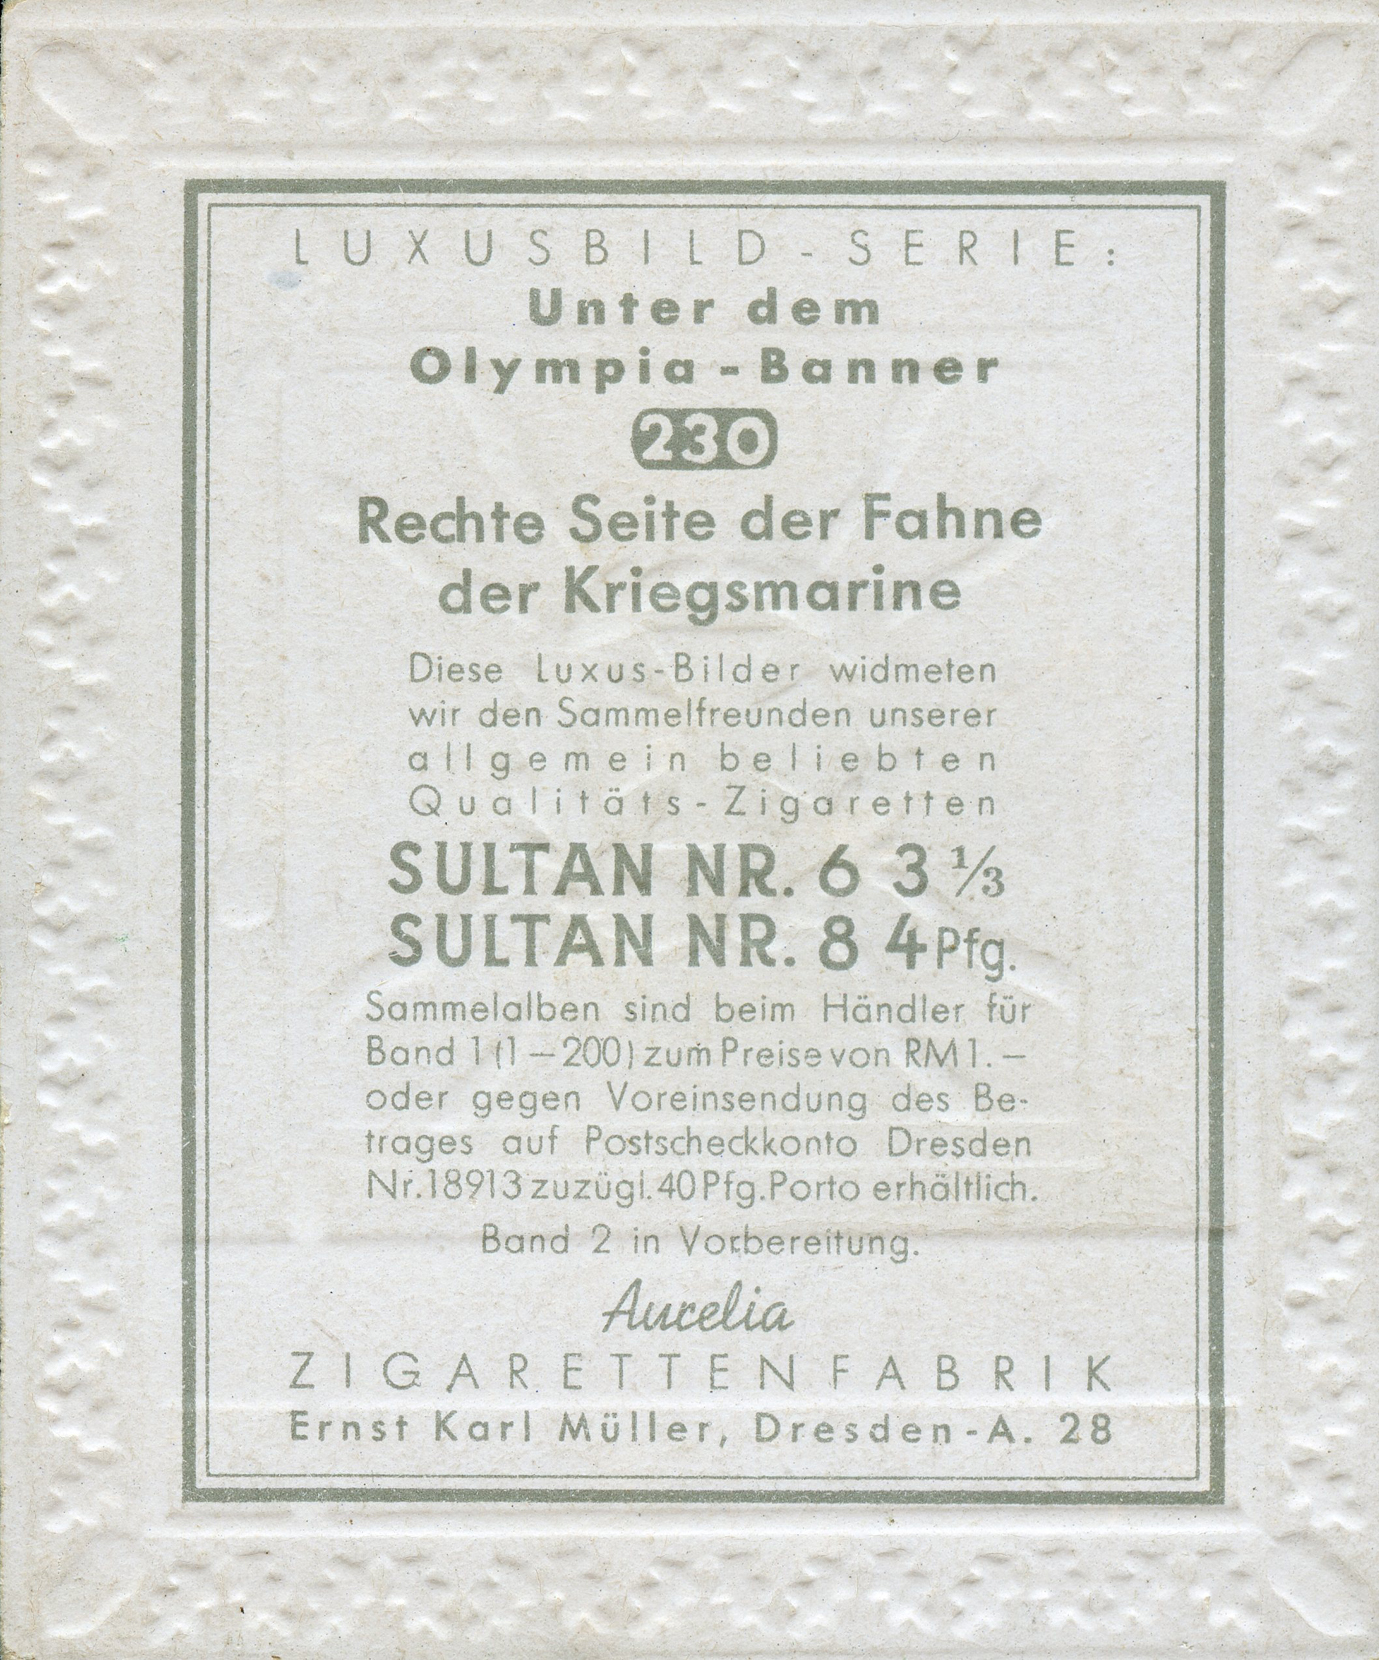 LUXUSBILD-SERIE:
Unter dem
Olympia-Banner
230
Rechte Seite der Fahne
der Kriegsmarine
Diese Luxus-Bilder widmeten
wir den Sammelfreunden unserer
allgemein beliebten
Qualitäts-Zigaretten
SULTAN NR. 6 3 ⅓
SULTAN NR. 8 4 Pfg.
Sammelalben sind beim Händler für
Band 1 (1—200) zum Preise von RM 1.—
oder gegen Voreinsendung des Be-
trages auf Postscheckkonto Dresden
Nr. 18913 zuzügl. 40 Pfg. Porto erhältlich.
Band 2 in Vorbereitung.
Aurelia
ZIGARETTENFABRIK
Ernst Karl Müller, Dresden-A. 28